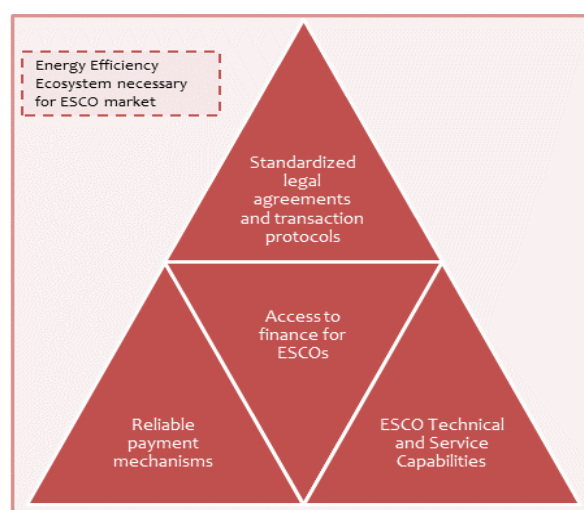 Energy Efficiency
Ecosystem necessary
for ESCO market
Standardized
legal
agreements
and transaction
protocols
Access to
finance for
ESCOs
Reliable
payment
mechanisms
ESCO Technical
and Service
Capabilities